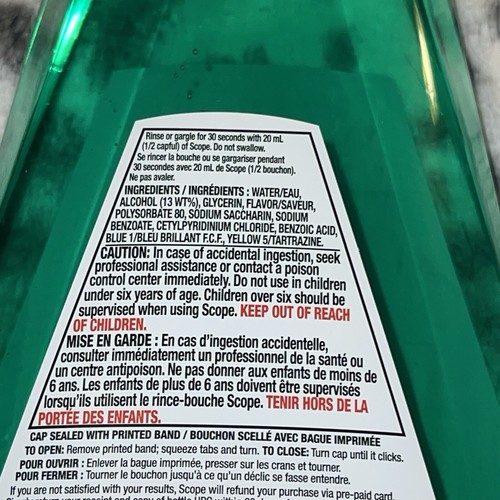 Rinse or gargle for 30 seconds with 20 mL
(1/2 capful) of Scope. Do not swallow.
Se rincer la bouche ou se gargariser pendant
30 secondes avec 20 mL de Scope (1/2 bouchon).
Ne pas avaler.
INGREDIENTS / INGRÉDIENTS : WATER/EAU,
ALCOHOL (13 WT%), GLYCERIN, FLAVOR/SAVEUR,
POLYSORBATE 80, SODIUM SACCHARIN, SODIUM
BENZOATE, CETYLPYRIDINIUM CHLORIDE, BENZOIC ACID,
BLUE 1/BLEU BRILLANT F.C.F., YELLOW 5/TARTRAZINE.
CAUTION: In case of accidental ingestion, seek
professional assistance or contact a poison
control center immediately. Do not use in children
under six years of age. Children over six should be
supervised when using Scope. KEEP OUT OF REACH
OF CHILDREN.
MISE EN GARDE : En cas d'ingestion accidentelle,
consulter immédiatement un professionnel de la santé ou
un centre antipoison. Ne pas donner aux enfants de moins de
6 ans. Les enfants de plus de 6 ans doivent être supervisés
lorsqu'ils utilisent le rince-bouche Scope. TENIR HORS DE LA
PORTÉE DES ENFANTS.
CAP SEALED WITH PRINTED BAND / BOUCHON SCELLÉ AVEC BAGUE IMPRIMÉE
TO OPEN: Remove printed band; squeeze tabs and turn. TO CLOSE: Turn cap until it clicks.
POUR OUVRIR : Enlever la bague imprimée, presser sur les crans et tourner.
POUR FERMER : Tourner le bouchon jusqu'à ce qu'un déclic se fasse entendre.
If you are not satisfied with your results, Scope will refund your purchase via pre-paid card.